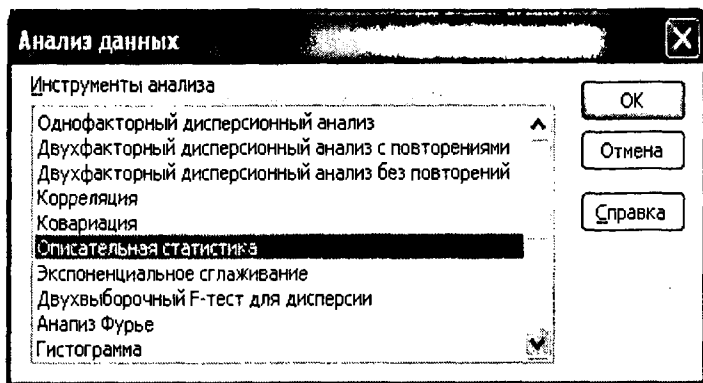 Анализ данных
Инструменты анализа
Однофакторный дисперсионный анализ
Двухфакторный дисперсионный анализ с повторениями
Двухфакторный дисперсионный анализ без повторений
Корреляция
Ковариация
Описательная статистика
Экспоненциальное сглаживание
Двухвыборочный F-тест для дисперсии
Анализ Фурье
Гистограмма
OK
Отмена
Справка